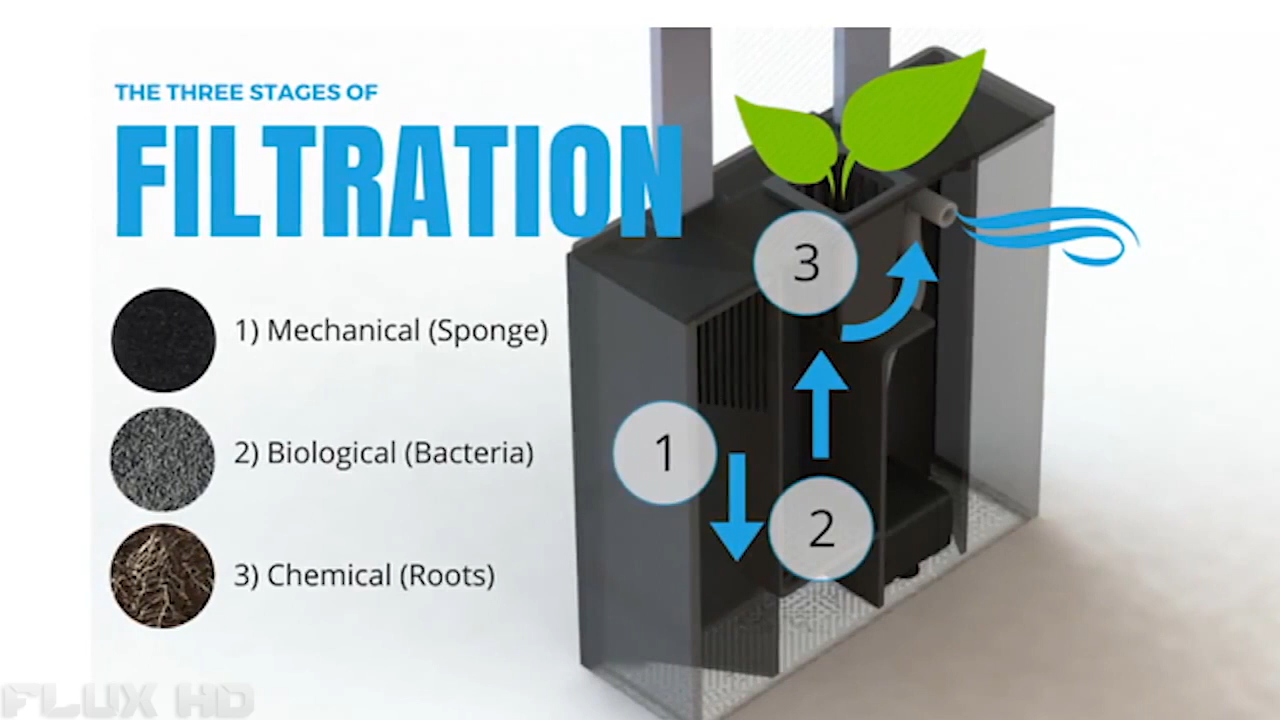 THE THREE STAGES OF
FILTRATION
1) Mechanical (Sponge)
2) Biological (Bacteria)
3) Chemical (Roots)
3
1
2
FLUX HD